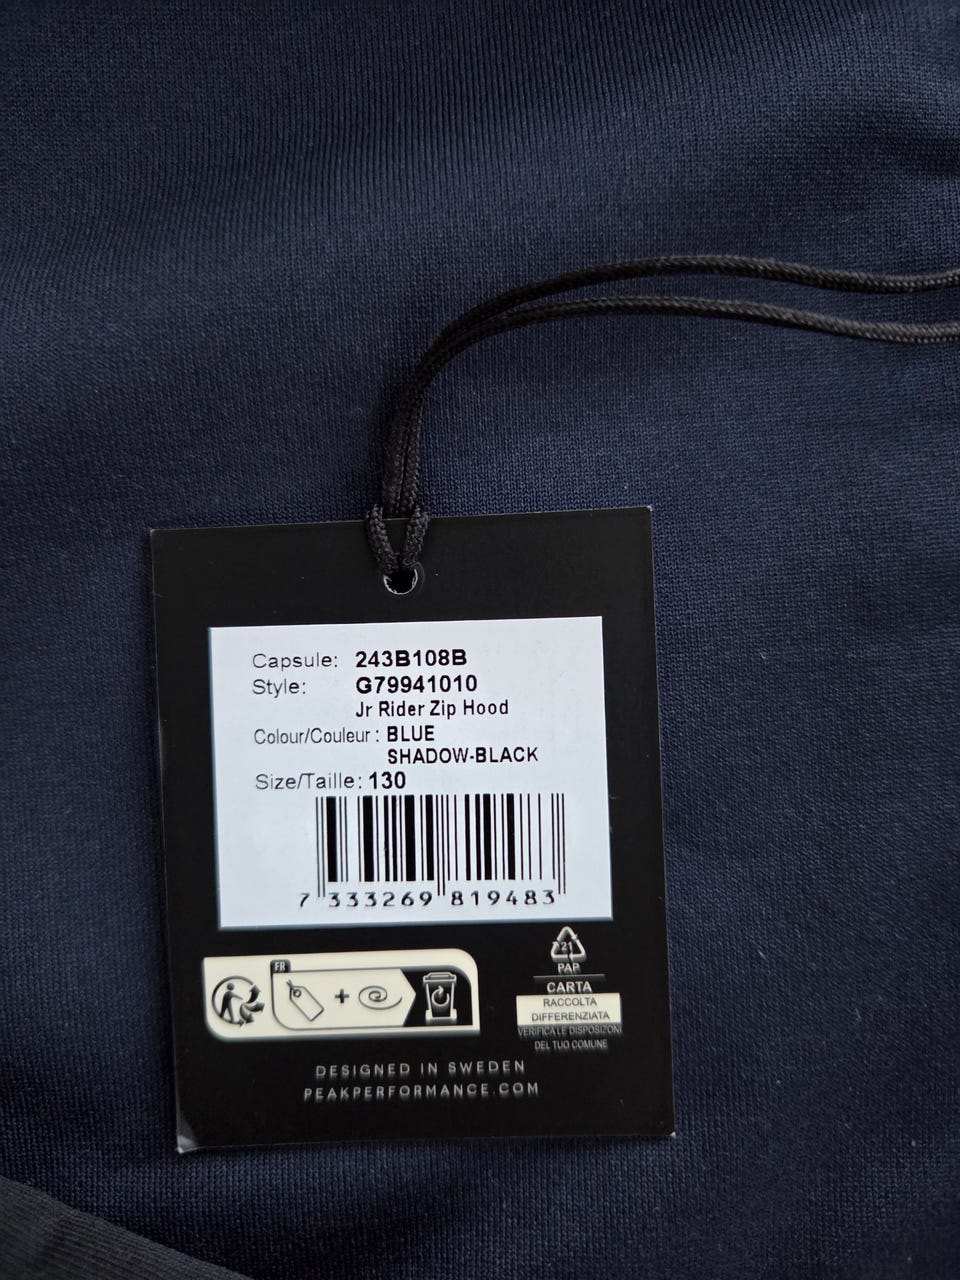 Capsule: 243B108B
Style: G79941010
Jr Rider Zip Hood
Colour/Couleur : BLUE
SHADOW-BLACK
Size/Taille: 130
7 333269 819483
FR
+
21
PAP
CARTA
RACCOLTA
DIFFERENZIATA
VERIFICA LE DISPOSIZIONI
DEL TUO COMUNE
DESIGNED IN SWEDEN
PEAKPERFORMANCE.COM